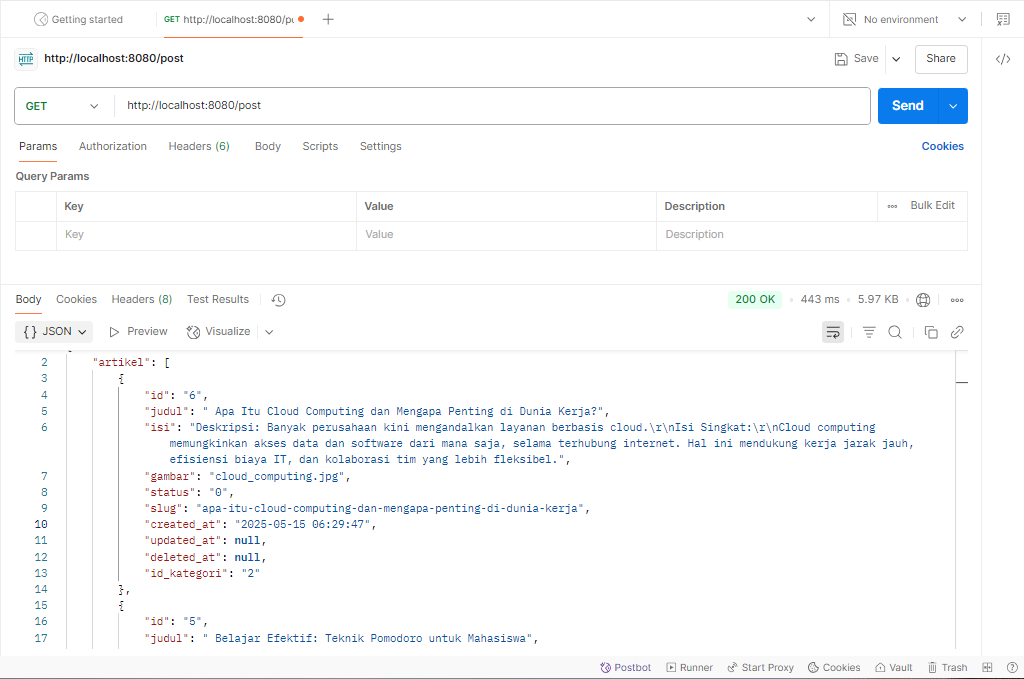 Getting started
GET http://localhost:8080/p
No environment
HTTP http://localhost:8080/post
Save
Share
GET
http://localhost:8080/post
Send
Params Authorization Headers (6) Body Scripts Settings Cookies
Query Params
Key Value Description Bulk Edit
Key Value Description
Body Cookies Headers (8) Test Results 200 OK 443 ms 5.97 KB
{} JSON Preview Visualize
2 "artikel": [
3 {
4 "id": "6",
5 "judul": " Apa Itu Cloud Computing dan Mengapa Penting di Dunia Kerja?",
6 "isi": "Deskripsi: Banyak perusahaan kini mengandalkan layanan berbasis cloud.\r\nIsi Singkat:\r\nCloud computing
memungkinkan akses data dan software dari mana saja, selama terhubung internet. Hal ini mendukung kerja jarak jauh,
efisiensi biaya IT, dan kolaborasi tim yang lebih fleksibel.",
7 "gambar": "cloud_computing.jpg",
8 "status": "0",
9 "slug": "apa-itu-cloud-computing-dan-mengapa-penting-di-dunia-kerja",
10 "created_at": "2025-05-15 06:29:47",
11 "updated_at": null,
12 "deleted_at": null,
13 "id_kategori": "2"
14 },
15 {
16 "id": "5",
17 "judul": " Belajar Efektif: Teknik Pomodoro untuk Mahasiswa",
Postbot Runner Start Proxy Cookies Vault Trash